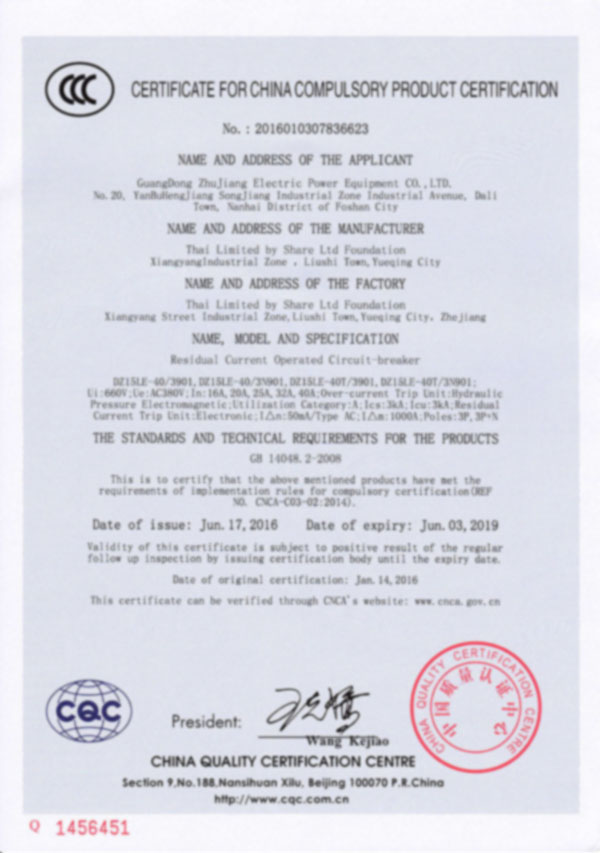 CCC
CERTIFICATE FOR CHINA COMPULSORY PRODUCT CERTIFICATION
No. : 2016010307836623
NAME AND ADDRESS OF THE APPLICANT
GuangDong ZhuJiang Electric Power Equipment CO.,LTD.
No.20, YanBuHengJiang SongJiang Industrial Zone Industrial Avenue, Dali
Town, Nanhai District of Foshan City
NAME AND ADDRESS OF THE MANUFACTURER
Thai Limited by Share Ltd Foundation
XiangyangIndustrial Zone , Liushi Town,Yueqing City
NAME AND ADDRESS OF THE FACTORY
Thai Limited by Share Ltd Foundation
Xiangyang Street Industrial Zone,Liushi Town,Yueqing City, Zhejiang
NAME, MODEL AND SPECIFICATION
Residual Current Operated Circuit-breaker
DZ15LE-40/3901,DZ15LE-40/3N901,DZ15LE-40T/3901,DZ15LE-40T/3N901;
Ui:660V;Ue:AC380V;In:16A,20A,25A,32A,40A;Over-current Trip Unit:Hydraulic
Pressure Electromagnetic;Utilization Category:A;Ics:3kA;Icu:3kA;Residual
Current Trip Unit:Electronic;I△n:50mA/Type AC;I△m:1000A;Poles:3P,3P+N
THE STANDARDS AND TECHNICAL REQUIREMENTS FOR THE PRODUCTS
GB 14048.2-2008
This is to certify that the above mentioned products have met the
requirements of implementation rules for compulsory certification(REF
NO. CNCA-C03-02:2014).
Date of issue: Jun.17,2016 Date of expiry: Jun.03,2019
Validity of this certificate is subject to positive result of the regular
follow up inspection by issuing certification body until the expiry date.
Date of original certification: Jan.14,2016
This certificate can be verified through CNCA's website: www.cnca.gov.cn
CQC
President:
Wang Kejiao
CHINA QUALITY CERTIFICATION CENTRE
中国质量认证中心
CHINA QUALITY CERTIFICATION CENTRE
Section 9,No.188,Nansihuan Xilu, Beijing 100070 P.R.China
http://www.cqc.com.cn
Q 1456451